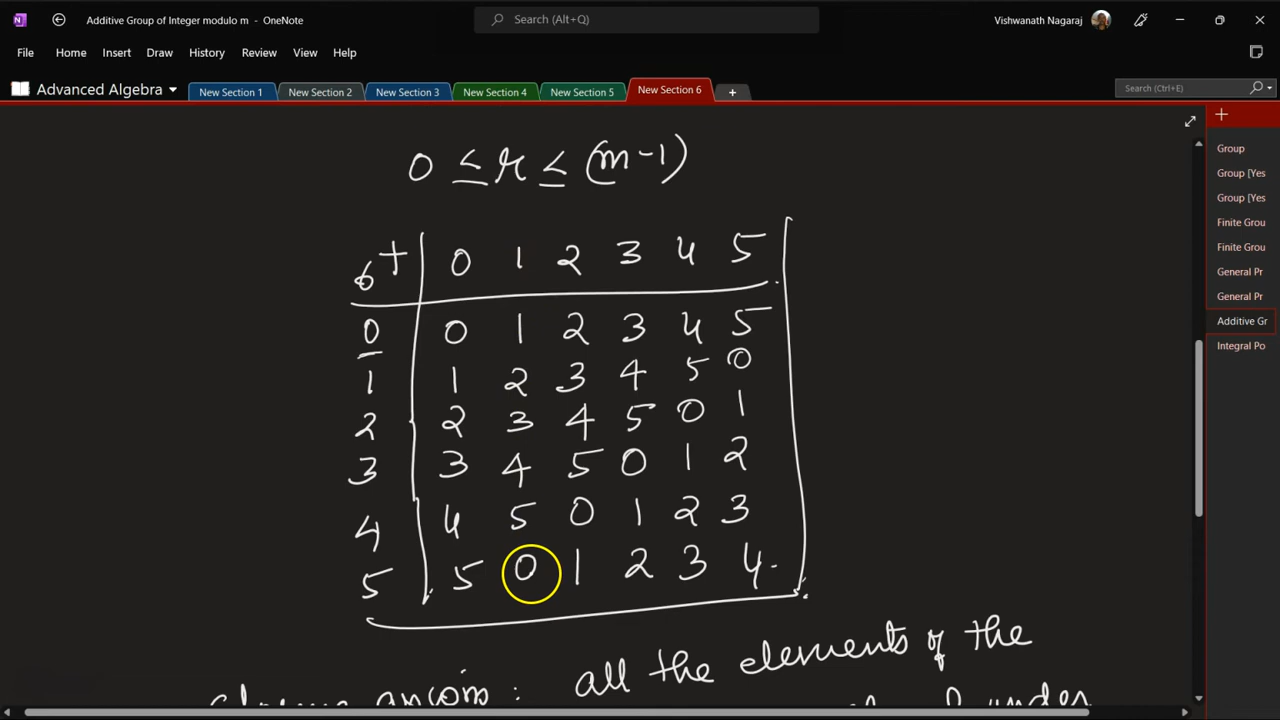 Additive Group of Integer modulo m - OneNote
Search (Alt+Q)
Vishwanath Nagaraj
File Home Insert Draw History Review View Help
Advanced Algebra
New Section 1 New Section 2 New Section 3 New Section 4 New Section 5 New Section 6 +
Search (Ctrl+E)
0 ≤ r ≤ (m-1)
6+ 0 1 2 3 4 5
0 0 1 2 3 4 5
1 1 2 3 4 5 0
2 2 3 4 5 0 1
3 3 4 5 0 1 2
4 4 5 0 1 2 3
5 5 0 1 2 3 4
all the elements of the
under
Group
Group [Yes
Group [Yes
Finite Grou
Finite Grou
General Pr
General Pr
Additive Gr
Integral Po